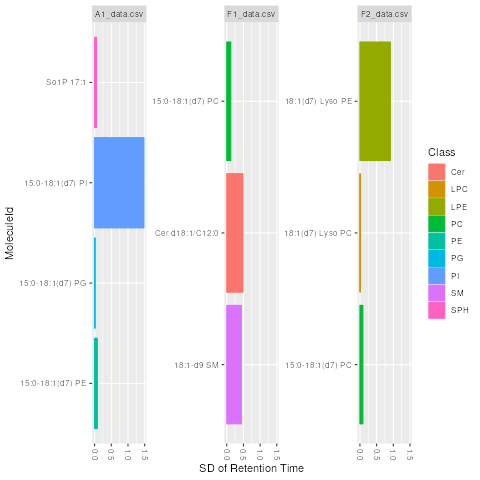 A1_data.csv
F1_data.csv
F2_data.csv
So1P 17:1
15:0-18:1(d7) PI
15:0-18:1(d7) PG
15:0-18:1(d7) PE
15:0-18:1(d7) PC
Cer d18:1/C12:0
18:1-d9 SM
18:1(d7) Lyso PE
18:1(d7) Lyso PC
15:0-18:1(d7) PC
0.0
0.5
1.0
1.5
0.0
0.5
1.0
1.5
0.0
0.5
1.0
1.5
SD of Retention Time
MoleculeId
Class
Cer
LPC
LPE
PC
PE
PG
PI
SM
SPH